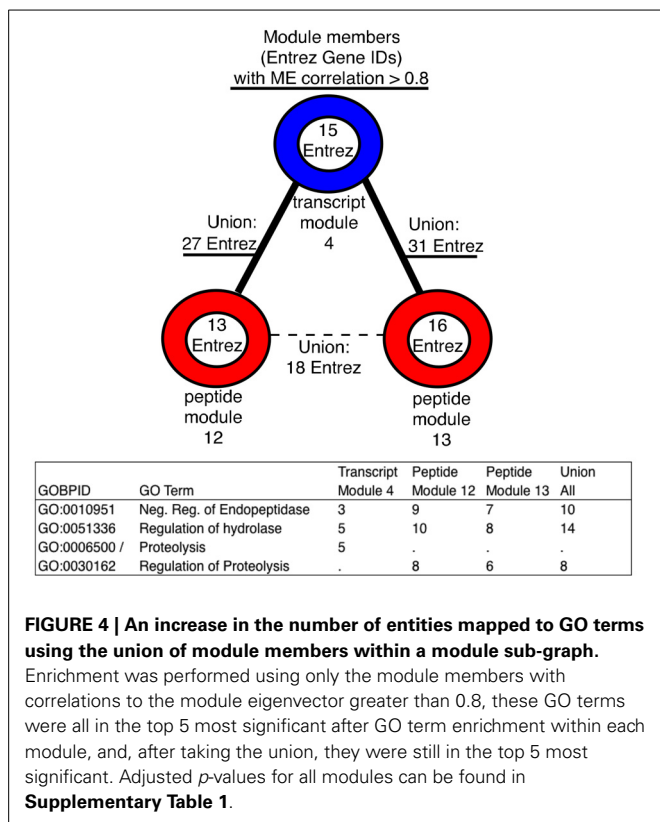 Module members
(Entrez Gene IDs)
with ME correlation > 0.8
15
Entrez
transcript
module
4
Union:
27 Entrez
Union:
31 Entrez
13
Entrez
Union:
18 Entrez
16
Entrez
peptide
module
12
peptide
module
13
Transcript Peptide Peptide Union
GOBPID GO Term Module 4 Module 12 Module 13 All
GO:0010951 Neg. Reg. of Endopeptidase 3 9 7 10
GO:0051336 Regulation of hydrolase 5 10 8 14
GO:0006500 / Proteolysis 5 . . .
GO:0030162 Regulation of Proteolysis . 8 6 8
FIGURE 4 | An increase in the number of entities mapped to GO terms
using the union of module members within a module sub-graph.
Enrichment was performed using only the module members with
correlations to the module eigenvector greater than 0.8, these GO terms
were all in the top 5 most significant after GO term enrichment within each
module, and, after taking the union, they were still in the top 5 most
significant. Adjusted p-values for all modules can be found in
Supplementary Table 1.